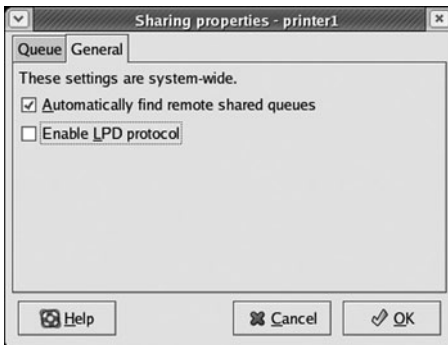 Sharing properties - printer1
Queue General
These settings are system-wide.
Automatically find remote shared queues
Enable LPD protocol
Help Cancel OK